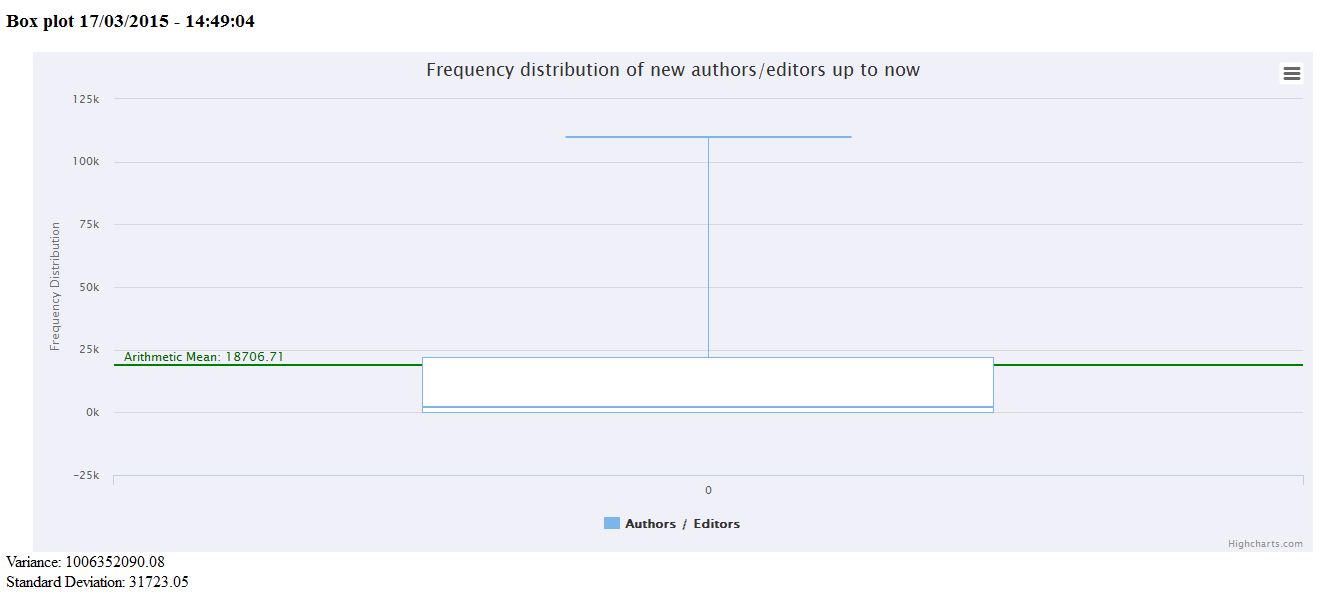 Box plot 17/03/2015 - 14:49:04
Frequency distribution of new authors/editors up to now
125k
100k
75k
50k
25k
0k
-25k
Frequency Distribution
Arithmetic Mean: 18706.71
0
Authors / Editors
Highcharts.com
Variance: 1006352090.08
Standard Deviation: 31723.05